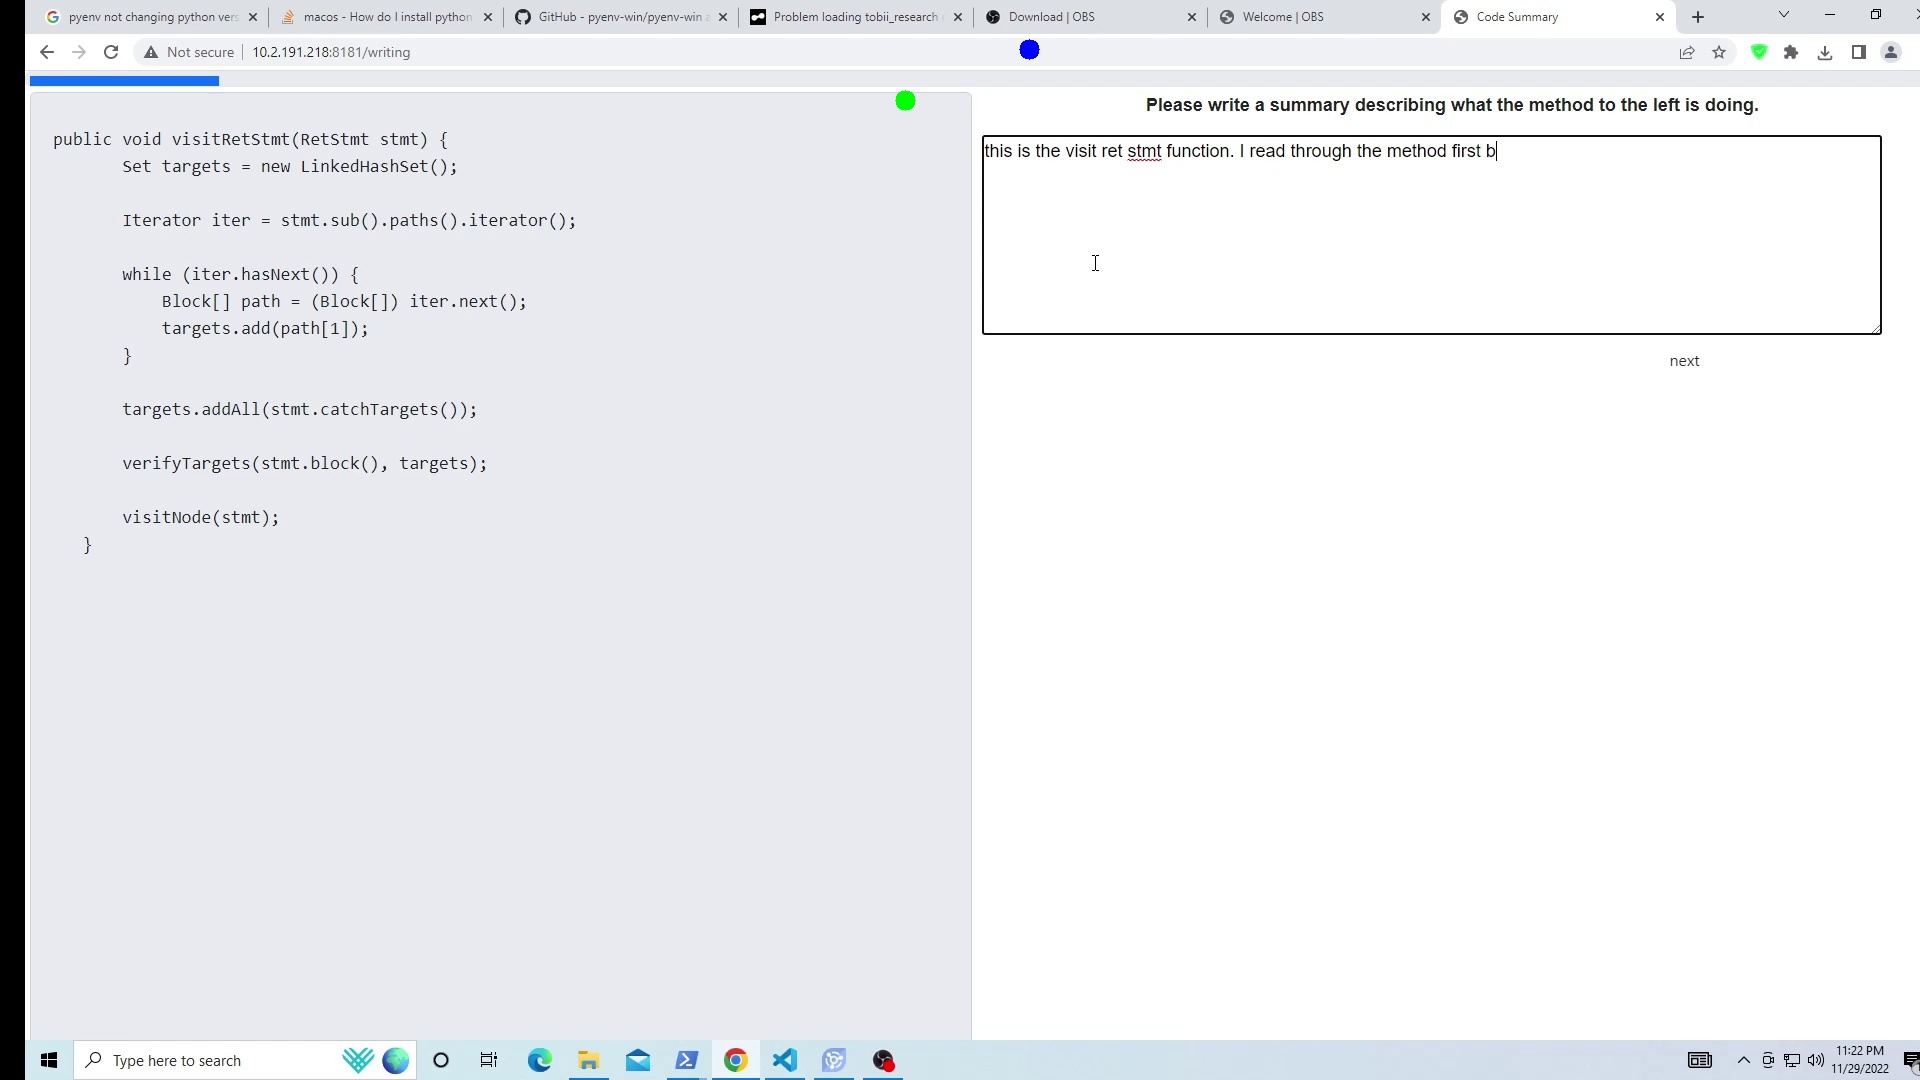 pyenv not changing python vers
macos - How do I install python
GitHub - pyenv-win/pyenv-win a
Problem loading tobii_research
Download | OBS
Welcome | OBS
Code Summary
Not secure
10.2.191.218:8181/writing
public void visitRetStmt(RetStmt stmt) {
Set targets = new LinkedHashSet();
Iterator iter = stmt.sub().paths().iterator();
while (iter.hasNext()) {
Block[] path = (Block[]) iter.next();
targets.add(path[1]);
}
targets.addAll(stmt.catchTargets());
verifyTargets(stmt.block(), targets);
visitNode(stmt);
}
Please write a summary describing what the method to the left is doing.
this is the visit ret stmt function. I read through the method first b
next
Type here to search
11:22 PM
11/29/2022